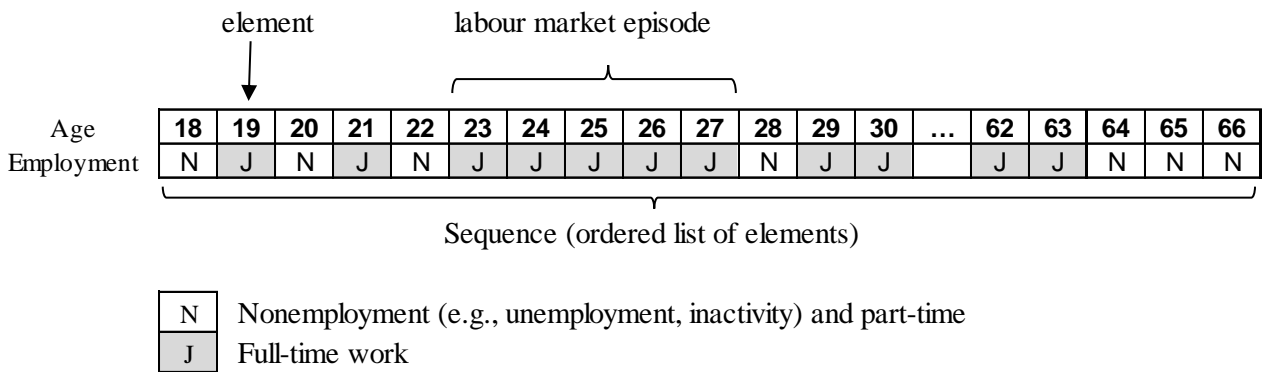 element labour market episode
Age 18 19 20 21 22 23 24 25 26 27 28 29 30 ... 62 63 64 65 66
Employment N J N J N J J J J J N J J J J N N N
Sequence (ordered list of elements)
N Nonemployment (e.g., unemployment, inactivity) and part-time
J Full-time work